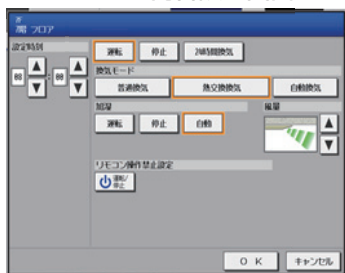 月 フロア
設定時刻
運転 停止 24時間換気
換気モード
00 : 00
普通換気 熱交換換気 自動換気
加湿 風量
運転 停止 自動
リモコン操作禁止設定
運転/
停止
O K キャンセル